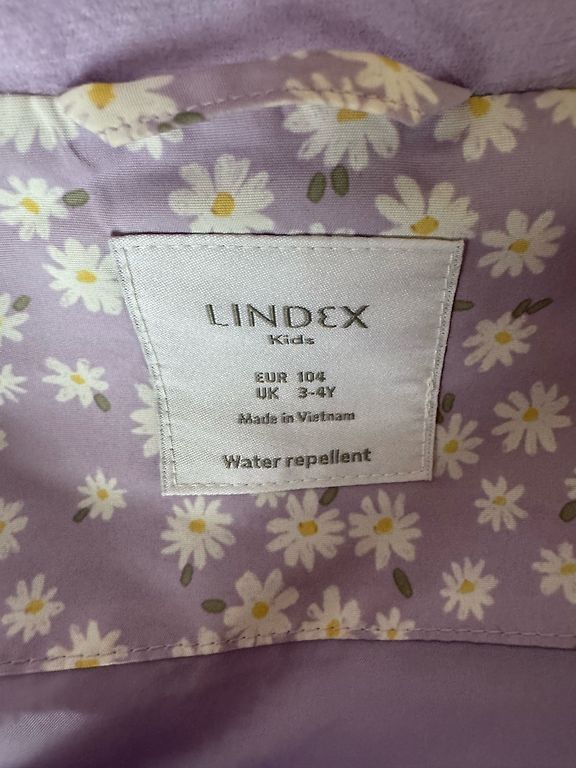 LINDEX
Kids
EUR 104
UK 3-4Y
Made in Vietnam
Water repellent